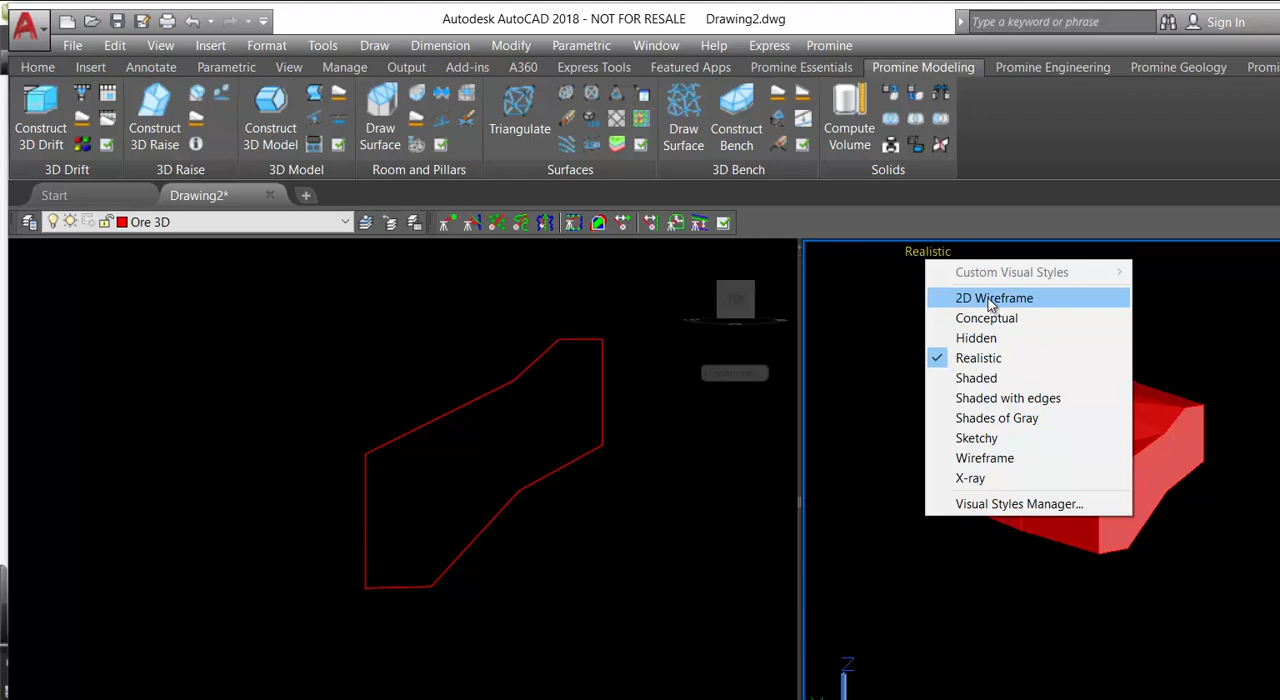 Autodesk AutoCAD 2018 - NOT FOR RESALE Drawing2.dwg Type a keyword or phrase Sign In
File Edit View Insert Format Tools Draw Dimension Modify Parametric Window Help Express Promine
Home Insert Annotate Parametric View Manage Output Add-ins A360 Express Tools Featured Apps Promine Essentials Promine Modeling Promine Engineering Promine Geology Promi
Construct 3D Drift
Construct 3D Raise
Construct 3D Model
Draw Surface
Triangulate
Draw Surface
Construct Bench
Compute Volume
3D Drift 3D Raise 3D Model Room and Pillars Surfaces 3D Bench Solids
Start Drawing2*
Ore 3D
Realistic
Custom Visual Styles
2D Wireframe
Conceptual
Hidden
Realistic
Shaded
Shaded with edges
Shades of Gray
Sketchy
Wireframe
X-ray
Visual Styles Manager...
TOP
Z